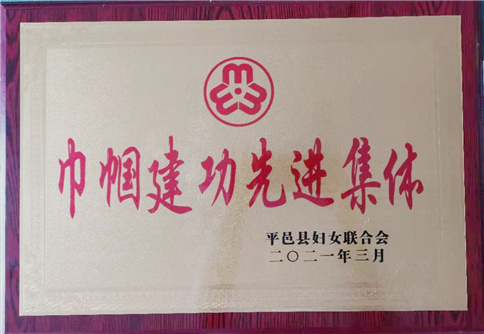 巾帼建功先进集体
平邑县妇女联合会
二〇二一年三月